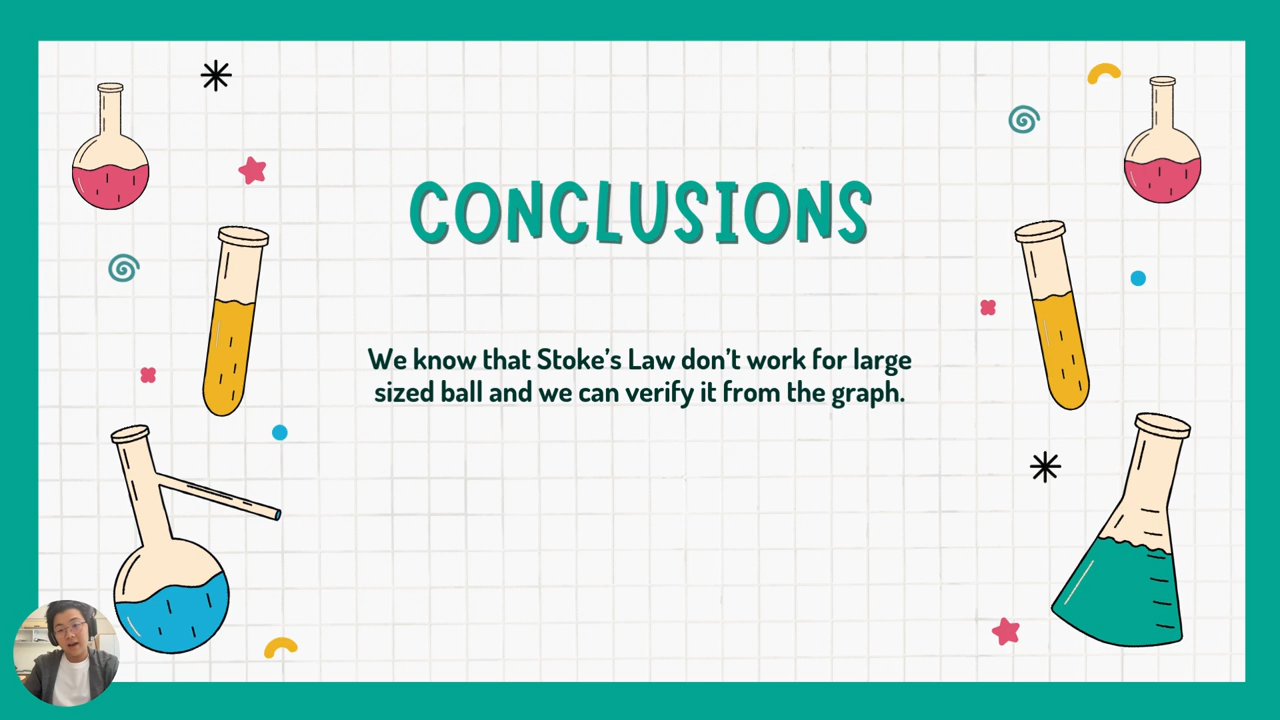 CONCLUSIONS
We know that Stoke's Law don't work for large
sized ball and we can verify it from the graph.